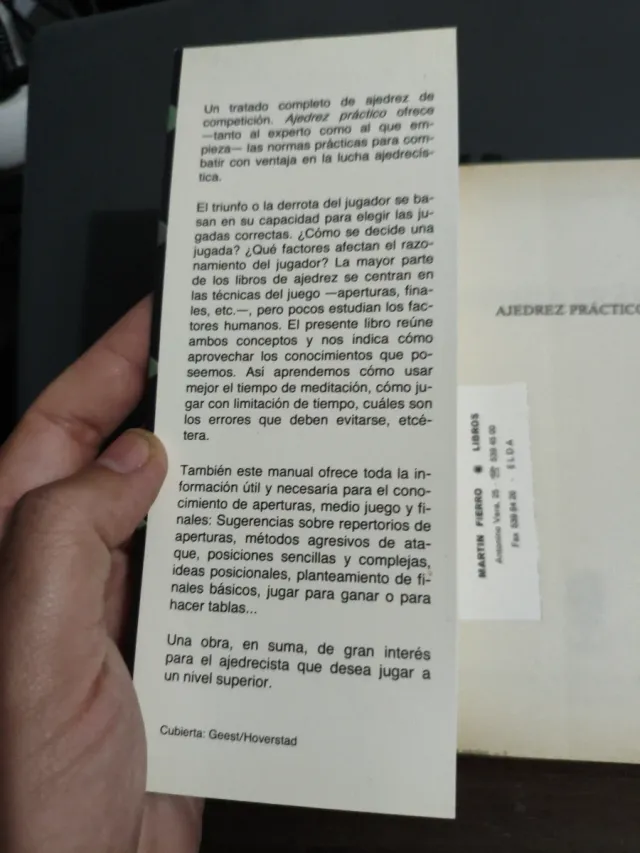 Un tratado completo de ajedrez de
competición. Ajedrez práctico ofrece
—tanto al experto como al que em-
pieza— las normas prácticas para com-
batir con ventaja en la lucha ajedrecís-
tica.
El triunfo o la derrota del jugador se ba-
san en su capacidad para elegir las ju-
gadas correctas. ¿Cómo se decide una
jugada? ¿Qué factores afectan el razo-
namiento del jugador? La mayor parte
de los libros de ajedrez se centran en
las técnicas del juego —aperturas, fina-
les, etc.—, pero pocos estudian los fac-
tores humanos. El presente libro reúne
ambos conceptos y nos indica cómo
aprovechar los conocimientos que po-
seemos. Así aprendemos cómo usar
mejor el tiempo de meditación, cómo ju-
gar con limitación de tiempo, cuáles son
los errores que deben evitarse, etcé-
tera.
También este manual ofrece toda la in-
formación útil y necesaria para el cono-
cimiento de aperturas, medio juego y fi-
nales: Sugerencias sobre repertorios de
aperturas, métodos agresivos de ata-
que, posiciones sencillas y complejas,
ideas posicionales, planteamiento de fi-
nales básicos, jugar para ganar o para
hacer tablas...
Una obra, en suma, de gran interés
para el ajedrecista que desea jugar a
un nivel superior.
Cubierta: Geest/Hoverstad
AJEDREZ PRÁCTICO
MARTIN FIERRO LIBROS
Antonino Vera, 25 - ☎ 539 45 00
Fax 539 94 26 - ELDA